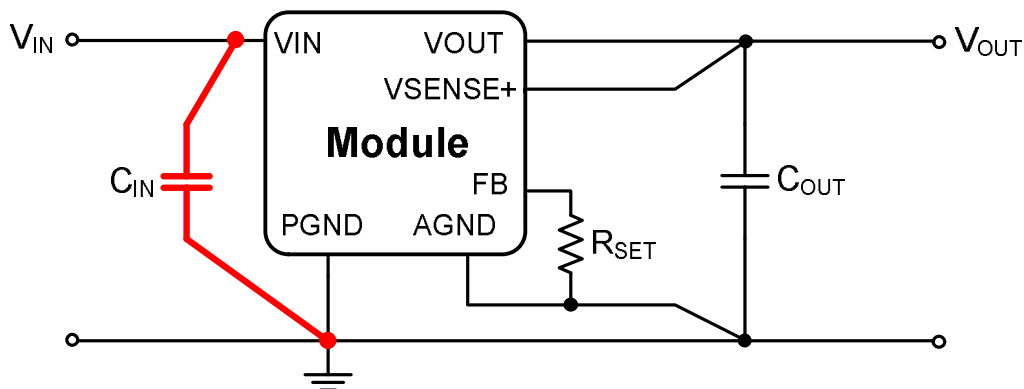 VIN
VIN
VOUT
VOUT
VSENSE+
Module
CIN
FB
COUT
PGND
AGND
RSET